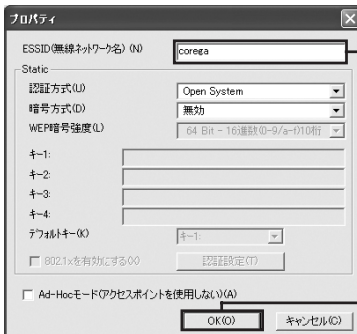 プロパティ
ESSID(無線ネットワーク名) (N)
corega
Static
認証方式(U)
Open System
暗号方式(D)
無効
WEP暗号強度(L)
64 Bit - 16進数(0-9/a-f)10桁
キー1:
キー2:
キー3:
キー4:
デフォルトキー(K)
キー1:
802.1xを有効にする(X)
認証設定(T)
Ad-Hocモード(アクセスポイントを使用しない)(A)
OK(O)
キャンセル(C)